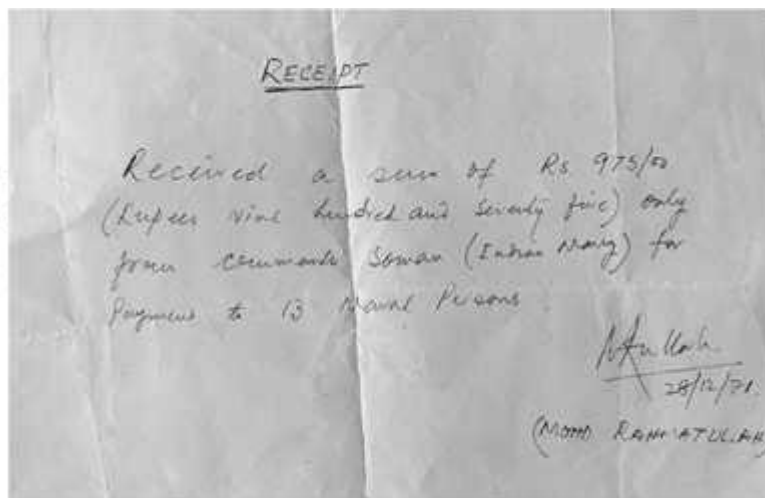 RECEIPT
Received a sum of Rs 975/00
(Rupees nine hundred and seventy five) only
from commander Soman (Indian Navy) for
Payment to 13 Naval Persons.
28/12/71.
(MOHD RAHMATULLAH)